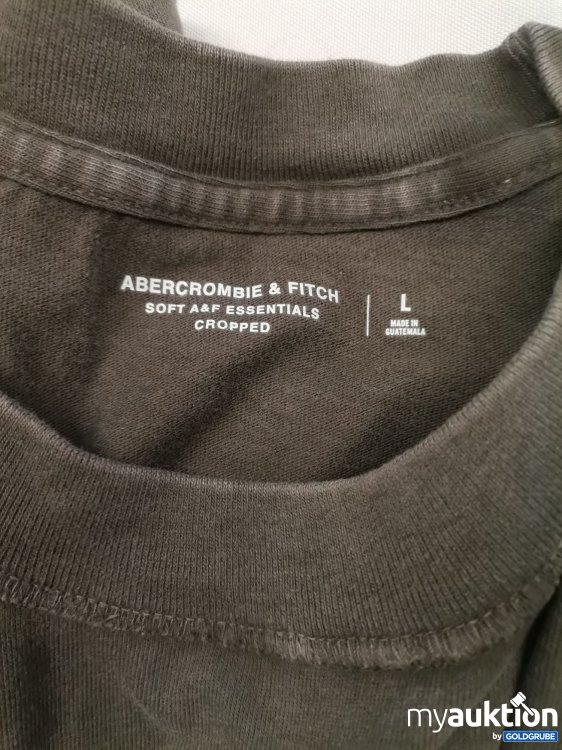 ABERCROMBIE & FITCH
SOFT A&F ESSENTIALS
CROPPED
L
MADE IN
GUATEMALA
myauktion
by GOLDGRUBE